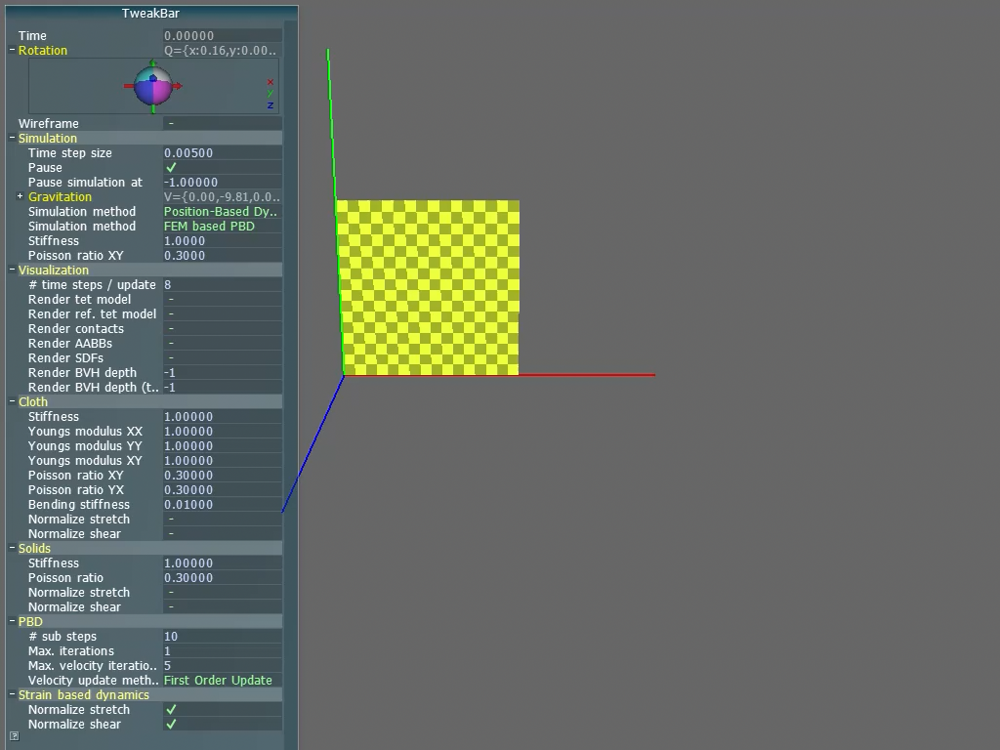 TweakBar
Time 0.00000
- Rotation Q={x:0.16,y:0.00..
x
y
z
Wireframe -
- Simulation
Time step size 0.00500
Pause ✓
Pause simulation at -1.00000
+ Gravitation V={0.00,-9.81,0.0..
Simulation method Position-Based Dy..
Simulation method FEM based PBD
Stiffness 1.0000
Poisson ratio XY 0.3000
- Visualization
# time steps / update 8
Render tet model -
Render ref. tet model -
Render contacts -
Render AABBs -
Render SDFs -
Render BVH depth -1
Render BVH depth (t.. -1
- Cloth
Stiffness 1.00000
Youngs modulus XX 1.00000
Youngs modulus YY 1.00000
Youngs modulus XY 1.00000
Poisson ratio XY 0.30000
Poisson ratio YX 0.30000
Bending stiffness 0.01000
Normalize stretch -
Normalize shear -
- Solids
Stiffness 1.00000
Poisson ratio 0.30000
Normalize stretch -
Normalize shear -
- PBD
# sub steps 10
Max. iterations 1
Max. velocity iteratio.. 5
Velocity update meth.. First Order Update
- Strain based dynamics
Normalize stretch ✓
Normalize shear ✓
?